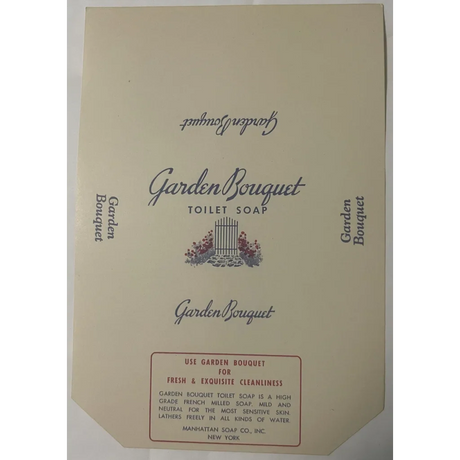 Garden Bouquet
Garden Bouquet
TOILET SOAP
Garden
Bouquet
Garden
Bouquet
Garden Bouquet
USE GARDEN BOUQUET
FOR
FRESH & EXQUISITE CLEANLINESS
GARDEN BOUQUET TOILET SOAP IS A HIGH
GRADE FRENCH MILLED SOAP. MILD AND
NEUTRAL FOR THE MOST SENSITIVE SKIN.
LATHERS FREELY IN ALL KINDS OF WATER.
MANHATTAN SOAP CO., INC.
NEW YORK